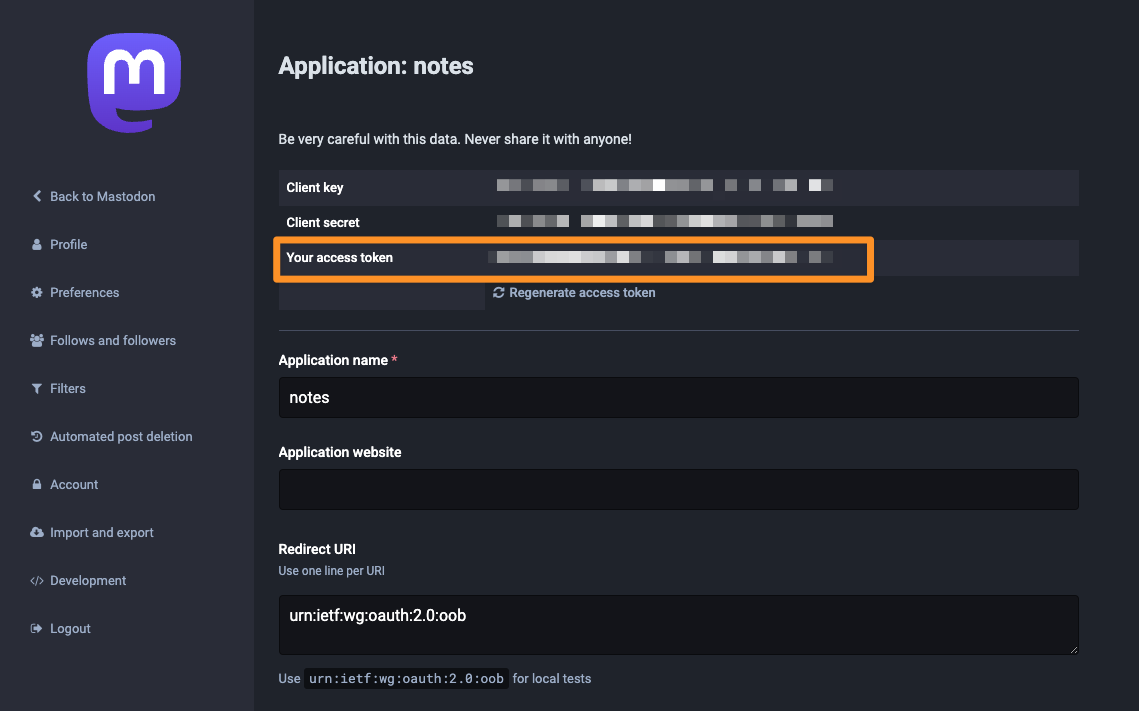 Back to Mastodon
Profile
Preferences
Follows and followers
Filters
Automated post deletion
Account
Import and export
Development
Logout
Application: notes
Be very careful with this data. Never share it with anyone!
Client key
Client secret
Your access token
Regenerate access token
Application name *
notes
Application website
Redirect URI
Use one line per URI
urn:ietf:wg:oauth:2.0:oob
Use urn:ietf:wg:oauth:2.0:oob for local tests